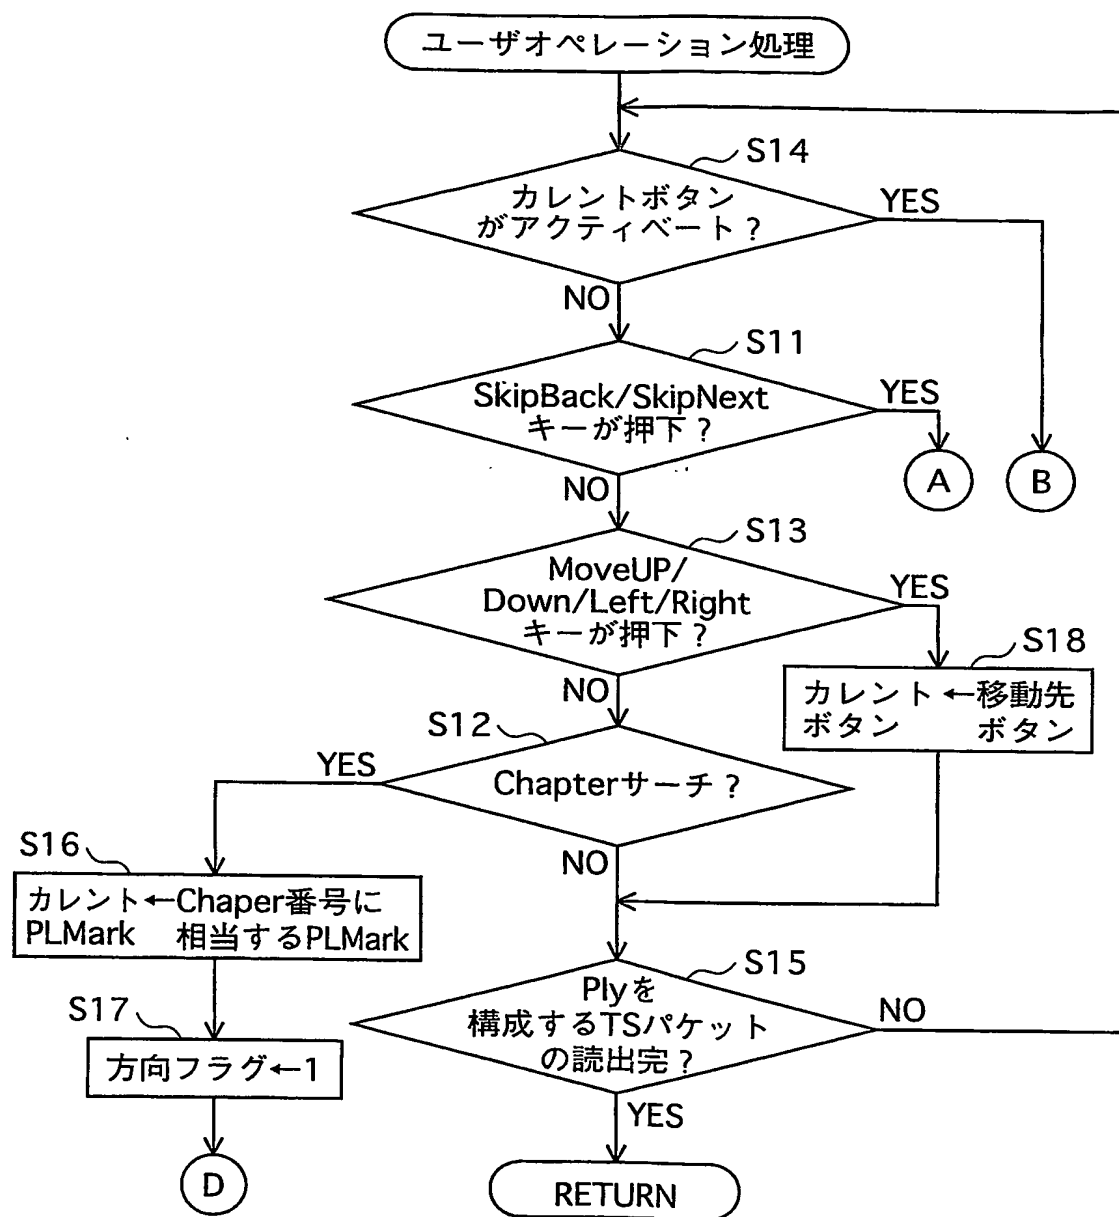 ユーザオペレーション処理
S14
カレントボタン
がアクティベート?
YES
NO
S11
SkipBack/SkipNext
キーが押下?
YES
A
B
NO
S13
MoveUP/
Down/Left/Right
キーが押下?
YES
S18
カレント←移動先
ボタン ボタン
NO
S12
Chapterサーチ?
YES
NO
S16
カレント←Chaper番号に
PLMark 相当するPLMark
S17
方向フラグ←1
D
S15
Plyを
構成するTSパケット
の読出完?
NO
YES
RETURN